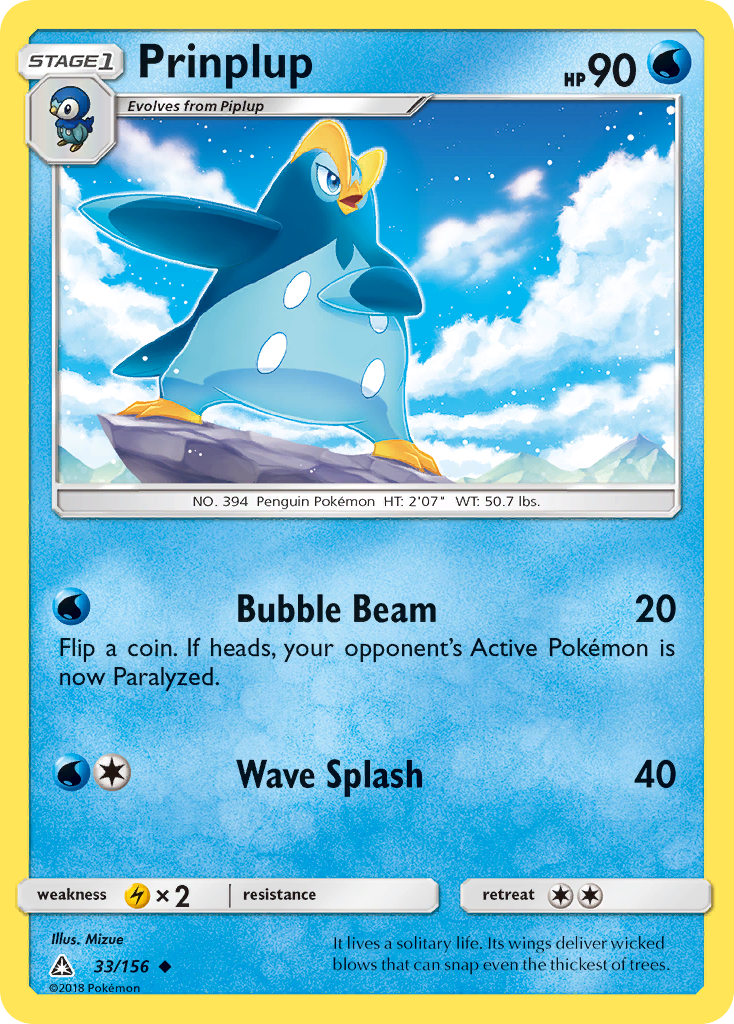 STAGE1
Prinplup
HP 90
Evolves from Piplup
NO. 394 Penguin Pokémon HT: 2'07" WT: 50.7 lbs.
Bubble Beam 20
Flip a coin. If heads, your opponent's Active Pokémon is
now Paralyzed.
Wave Splash 40
weakness × 2 resistance retreat
Illus. Mizue
33/156
©2018 Pokémon
It lives a solitary life. Its wings deliver wicked
blows that can snap even the thickest of trees.